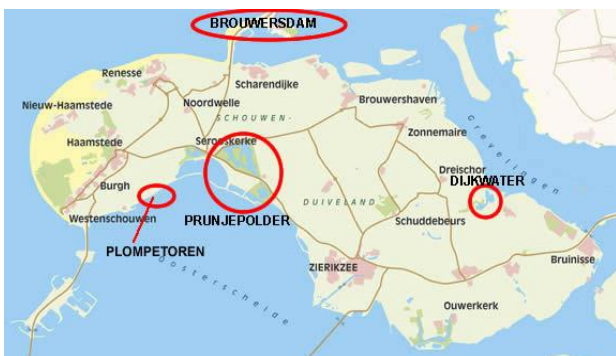 BROUWERSDAM
Renesse
Scharendijke
Nieuw-Haamstede
Noordwelle
Brouwershaven
SCHOUWEN-
Zonnemaire
Haamstede
Serooskerke
Grevelingen
Dreischor
Burgh
DIJKWATER
DUIVELAND
Westenschouwen
PRUNJEPOLDER
Schuddebeurs
PLOMPETOREN
ZIERIKZEE
Bruinisse
Oosterschelde
Ouwerkerk